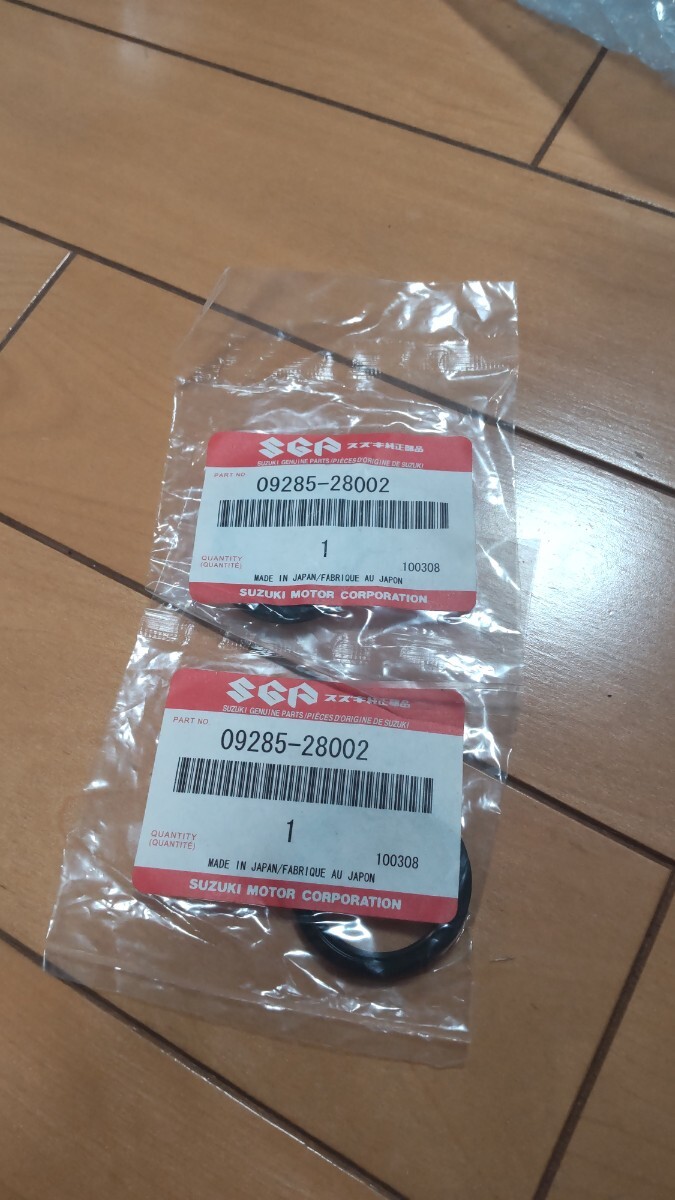 SGP スズキ純正部品
SUZUKI GENUINE PARTS/PIÈCES D'ORIGINE DE SUZUKI
PART NO
09285-28002
1
QUANTITY
(QUANTITÉ)
100308
MADE IN JAPAN/FABRIQUE AU JAPON
SUZUKI MOTOR CORPORATION
SGP スズキ純正部品
SUZUKI GENUINE PARTS/PIÈCES D'ORIGINE DE SUZUKI
PART NO
09285-28002
1
QUANTITY
(QUANTITÉ)
100308
MADE IN JAPAN/FABRIQUE AU JAPON
SUZUKI MOTOR CORPORATION